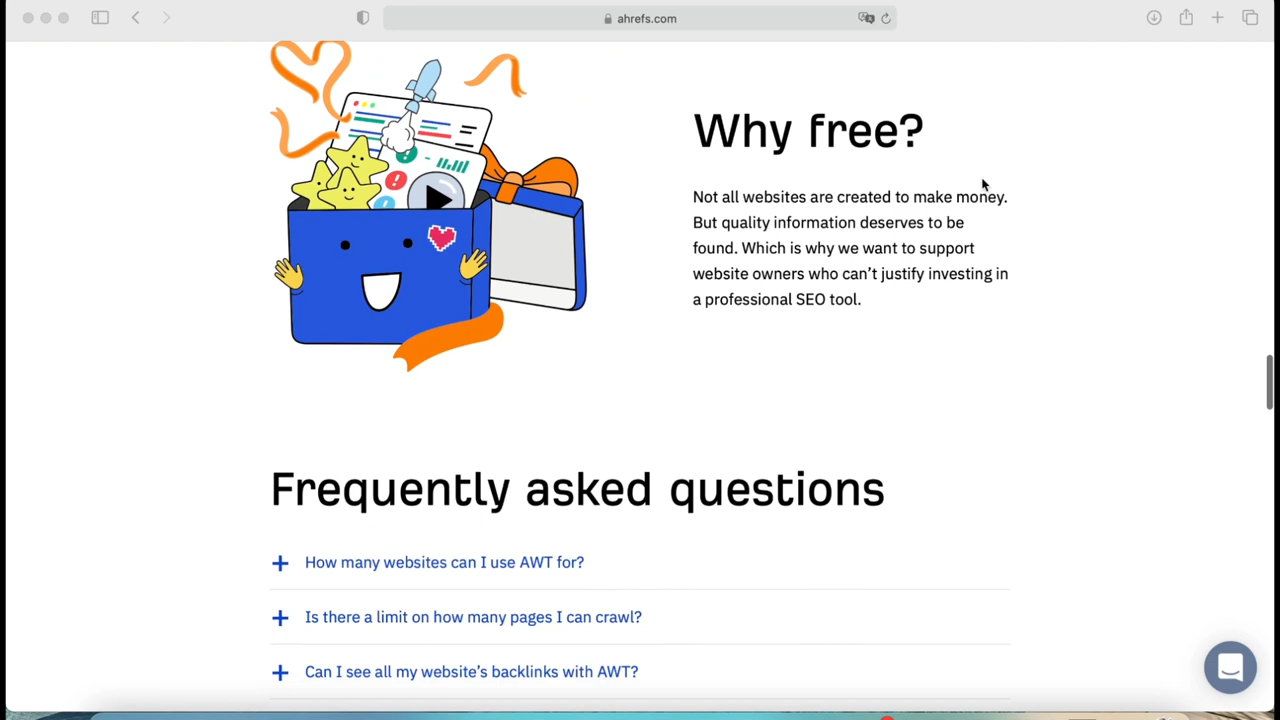 ahrefs.com
Why free?
Not all websites are created to make money.
But quality information deserves to be
found. Which is why we want to support
website owners who can’t justify investing in
a professional SEO tool.
Frequently asked questions
How many websites can I use AWT for?
Is there a limit on how many pages I can crawl?
Can I see all my website’s backlinks with AWT?